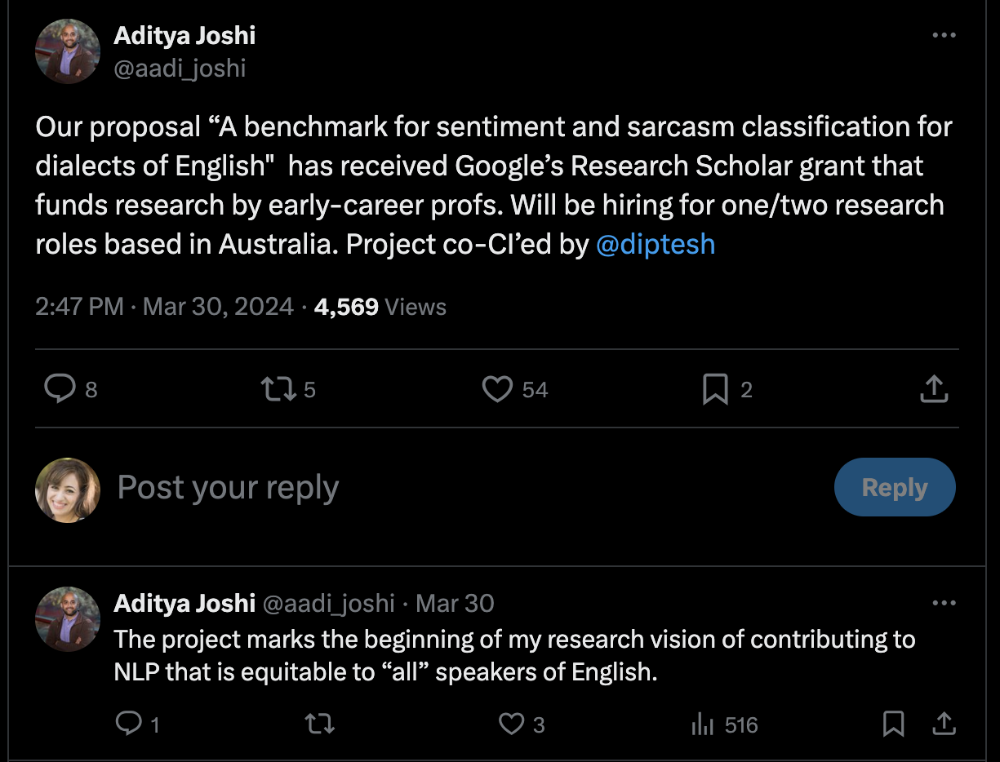 Aditya Joshi
@aadi_joshi
Our proposal “A benchmark for sentiment and sarcasm classification for
dialects of English"  has received Google’s Research Scholar grant that
funds research by early-career profs. Will be hiring for one/two research
roles based in Australia. Project co-CI’ed by @diptesh
2:47 PM · Mar 30, 2024 · 4,569 Views
8 5 54 2
Post your reply Reply
Aditya Joshi @aadi_joshi · Mar 30
The project marks the beginning of my research vision of contributing to
NLP that is equitable to “all” speakers of English.
1 3 516